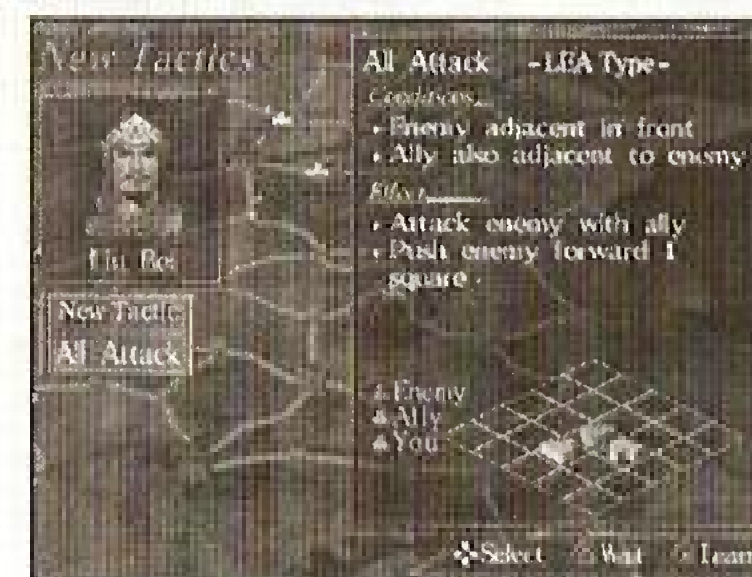 New Tactics
Liu Bei
New Tactic
All Attack
All Attack -LEA Type-
Conditions
Enemy adjacent in front
Ally also adjacent to enemy
Effect
Attack enemy with ally
Push enemy forward 1
square
Enemy
Ally
You
Select Wait Learn